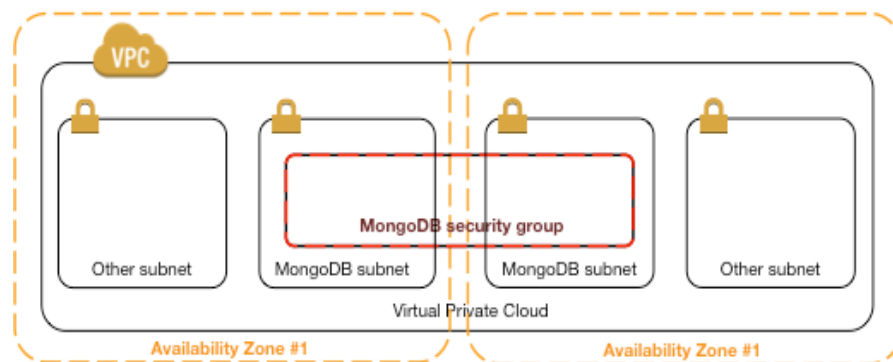 VPC
MongoDB security group
Other subnet
MongoDB subnet
MongoDB subnet
Other subnet
Virtual Private Cloud
Availability Zone #1
Availability Zone #1